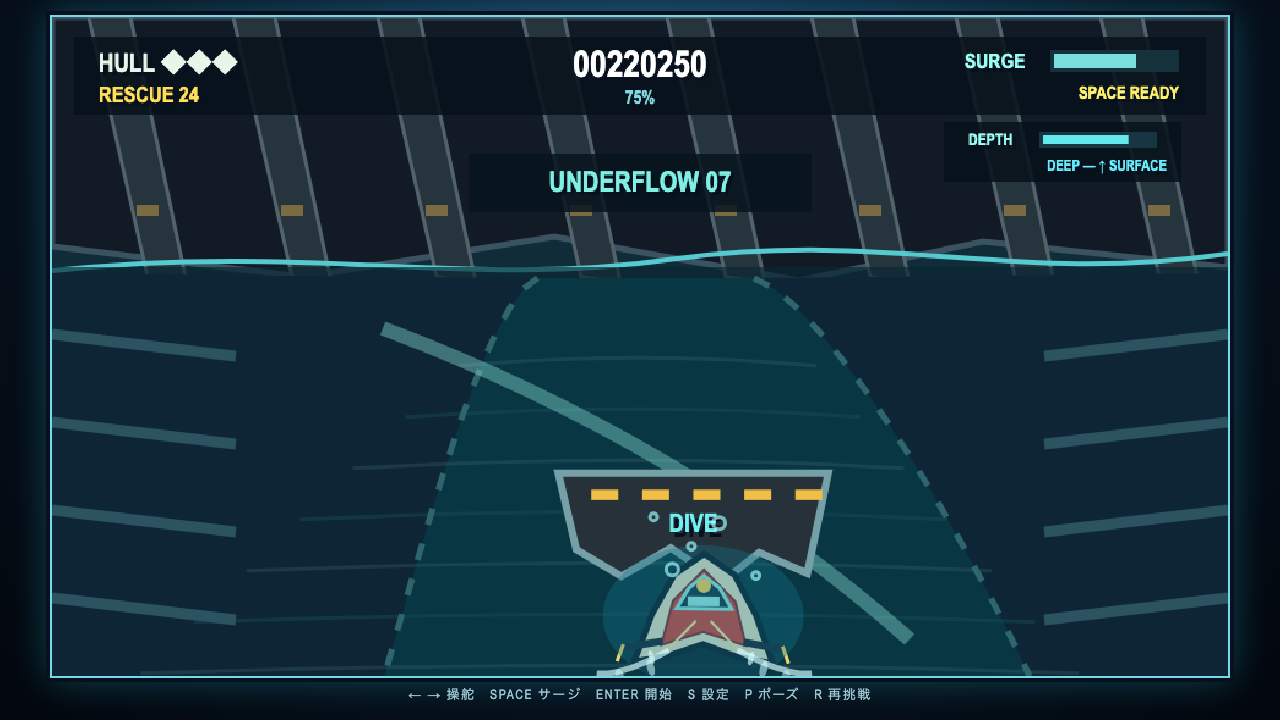 HULL
RESCUE 24
00220250
75%
SURGE
SPACE READY
DEPTH
DEEP — ↑ SURFACE
UNDERFLOW 07
DIVE
← → 操舵 SPACE サージ ENTER 開始 S 設定 P ポーズ R 再挑戦